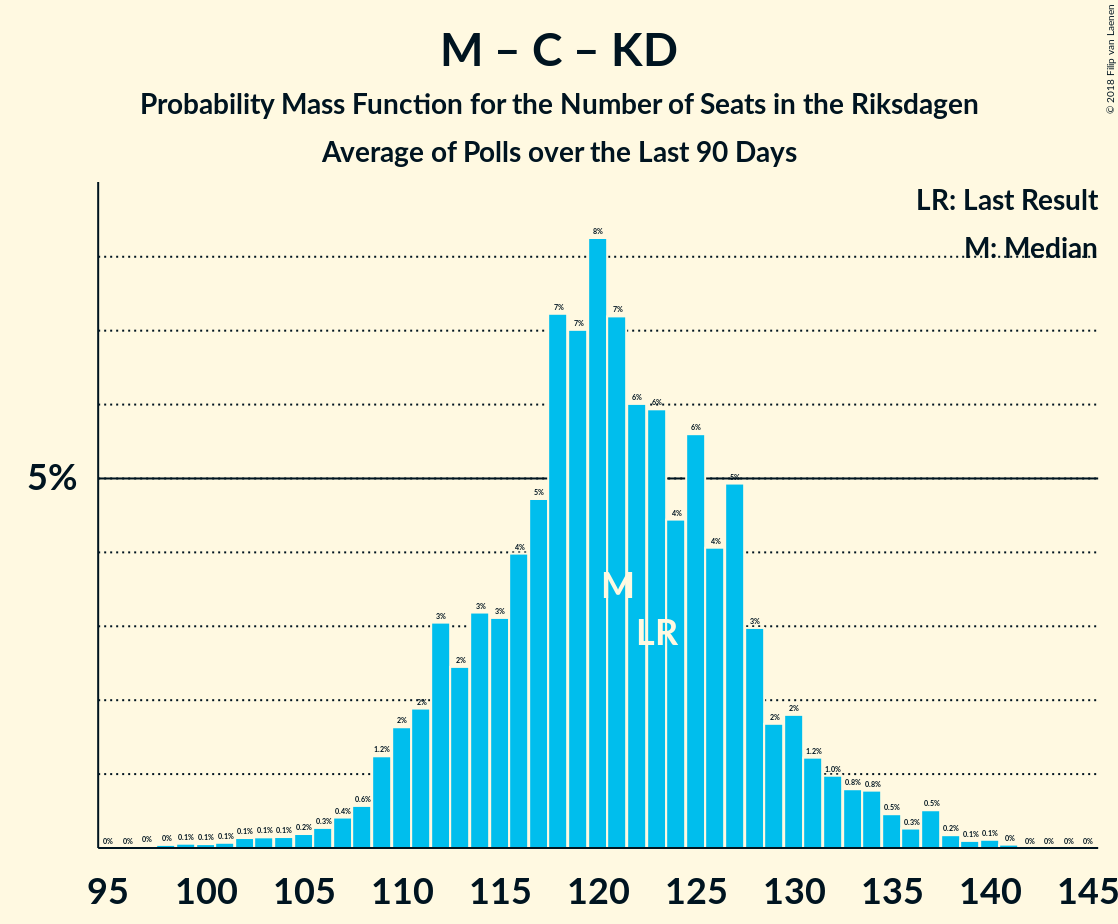 M – C – KD
Probability Mass Function for the Number of Seats in the Riksdagen
Average of Polls over the Last 90 Days
© 2018 Filip van Laenen
LR: Last Result
M: Median
5%
0% 0% 0% 0% 0.1% 0.1% 0.1% 0.1% 0.1% 0.1% 0.2% 0.3% 0.4% 0.6% 1.2% 2% 2% 3% 2% 3% 3% 4% 5% 7% 7% 8% 7% 6% 6% 4% 6% 4% 5% 3% 2% 2% 1.2% 1.0% 0.8% 0.8% 0.5% 0.3% 0.5% 0.2% 0.1% 0.1% 0% 0% 0% 0% 0%
M
LR
95 100 105 110 115 120 125 130 135 140 145